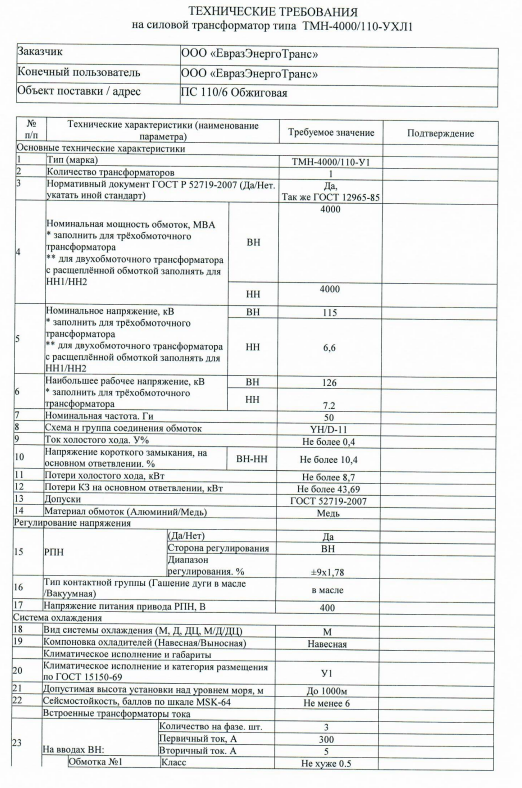 ТЕХНИЧЕСКИЕ ТРЕБОВАНИЯ
на силовой трансформатор типа ТМН-4000/110-УХЛ1
Заказчик ООО «ЕвразЭнергоТранс»
Конечный пользователь ООО «ЕвразЭнергоТранс»
Объект поставки / адрес ПС 110/6 Обжиговая
№ п/п Технические характеристики (наименование параметра) Требуемое значение Подтверждение
Основные технические характеристики
1 Тип (марка) ТМН-4000/110-У1
2 Количество трансформаторов 1
3 Нормативный документ ГОСТ Р 52719-2007 (Да/Нет. Да,
укатать иной стандарт) Так же ГОСТ 12965-85
4 Номинальная мощность обмоток, МВА ВН 4000
* заполнить для трёхобмоточного
трансформатора
** для двухобмоточного трансформатора
с расщеплённой обмоткой заполнять для
НН1/НН2
НН 4000
5 Номинальное напряжение, кВ ВН 115
* заполнить для трёхобмоточного
трансформатора
** для двухобмоточного трансформатора НН 6,6
с расщеплённой обмоткой заполнять для
НН1/НН2
6 Наибольшее рабочее напряжение, кВ ВН 126
* заполнить для трёхобмоточного
трансформатора НН 7.2
7 Номинальная частота. Ги 50
8 Схема и группа соединения обмоток YH/D-11
9 Ток холостого хода. У% Не более 0,4
10 Напряжение короткого замыкания, на
основном ответвлении. % ВН-НН Не более 10,4
11 Потери холостого хода, кВт Не более 8,7
12 Потери КЗ на основном ответвлении, кВт Не более 43,69
13 Допуски ГОСТ 52719-2007
14 Материал обмоток (Алюминий/Медь) Медь
Регулирование напряжения
15 РПН (Да/Нет) Да
Сторона регулирования ВН
Диапазон
регулирования. % ±9х1,78
16 Тип контактной группы (Гашение дуги в масле
/Вакуумная) в масле
17 Напряжение питания привода РПН, В 400
Система охлаждения
18 Вид системы охлаждения (М, Д, ДЦ, М/Д/ДЦ) М
19 Компоновка охладителей (Навесная/Выносная) Навесная
Климатическое исполнение и габариты
20 Климатическое исполнение и категория размещения
по ГОСТ 15150-69 У1
21 Допустимая высота установки над уровнем моря, м До 1000м
22 Сейсмостойкость, баллов по шкале MSK-64 Не менее 6
Встроенные трансформаторы тока
23 На вводах ВН: Количество на фазе. шт. 3
Первичный ток, А 300
Вторичный ток. А 5
Обмотка №1 Класс Не хуже 0.5